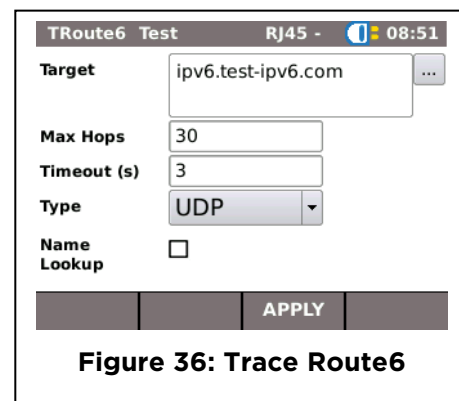 TRoute6 Test RJ45 - 08:51
Target ipv6.test-ipv6.com ...
Max Hops 30
Timeout (s) 3
Type UDP
Name
Lookup
APPLY
Figure 36: Trace Route6